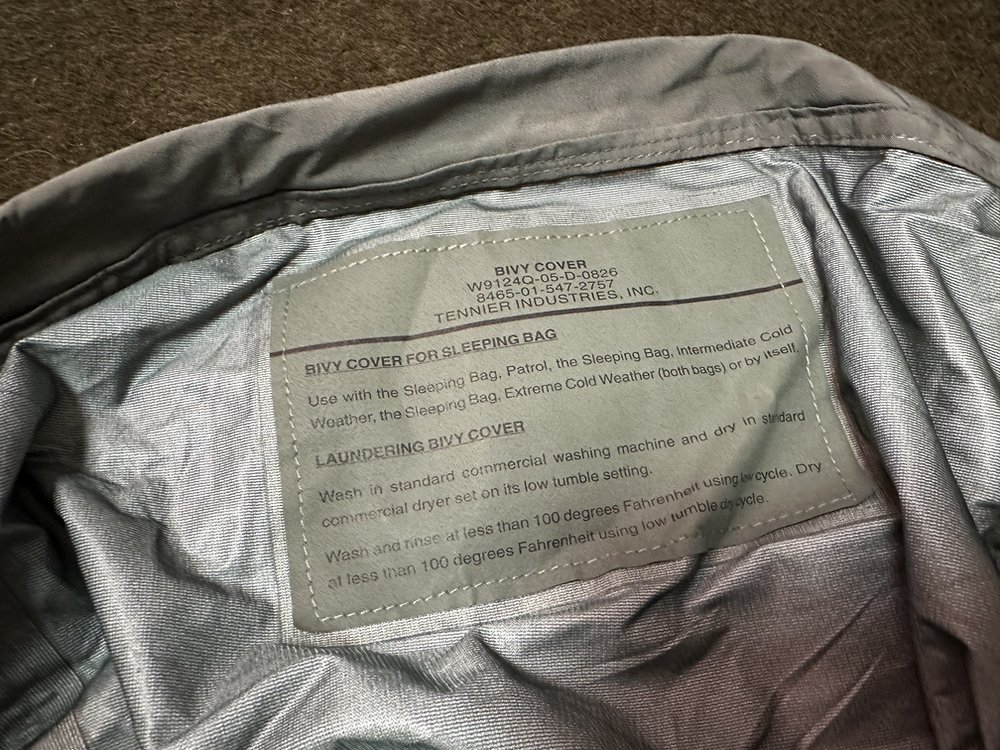 BIVY COVER
W9124Q-05-D-0826
8465-01-547-2757
TENNIER INDUSTRIES, INC.
BIVY COVER FOR SLEEPING BAG
Use with the Sleeping Bag, Patrol, the Sleeping Bag, Intermediate Cold
Weather, the Sleeping Bag, Extreme Cold Weather (both bags) or by itself.
LAUNDERING BIVY COVER
Wash in standard commercial washing machine and dry in standard
commercial dryer set on its low tumble setting.
Wash and rinse at less than 100 degrees Fahrenheit using low cycle. Dry
at less than 100 degrees Fahrenheit using low tumble dry cycle.